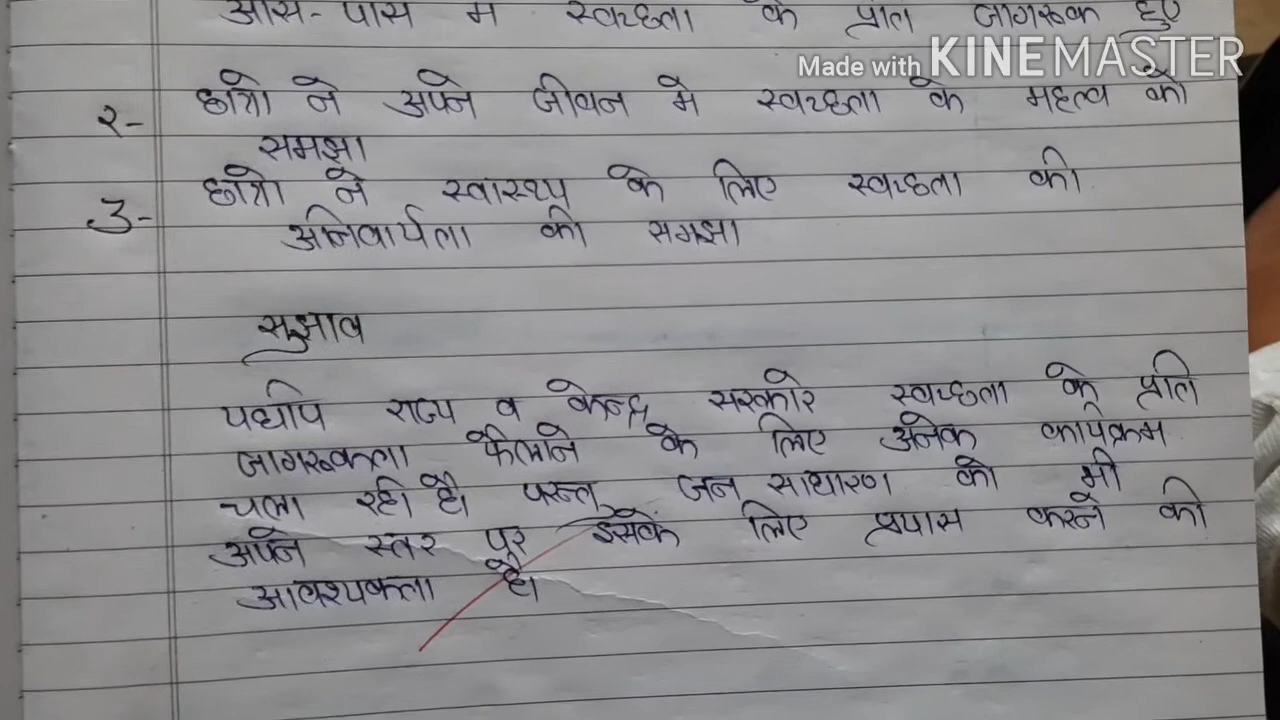 आस-पास में स्वच्छता के प्रति जागरूक हुए
Made with KINEMASTER
२- छात्रो ने अपने जीवन मे स्वच्छता के महत्व को
समझा।
3- छात्रो ने स्वास्थ्य के लिए स्वच्छता की
अनिवार्यता को समझा।
सुझाव
यद्यपि राज्य व केन्द्र सरकारे स्वच्छता के प्रति
जागरूकता फैलाने के लिए अनेक कार्यक्रम
चला रही है। परन्तु जन साधारण को भी
अपने स्तर पर इसके लिए प्रयास करने की
आवश्यकता है।